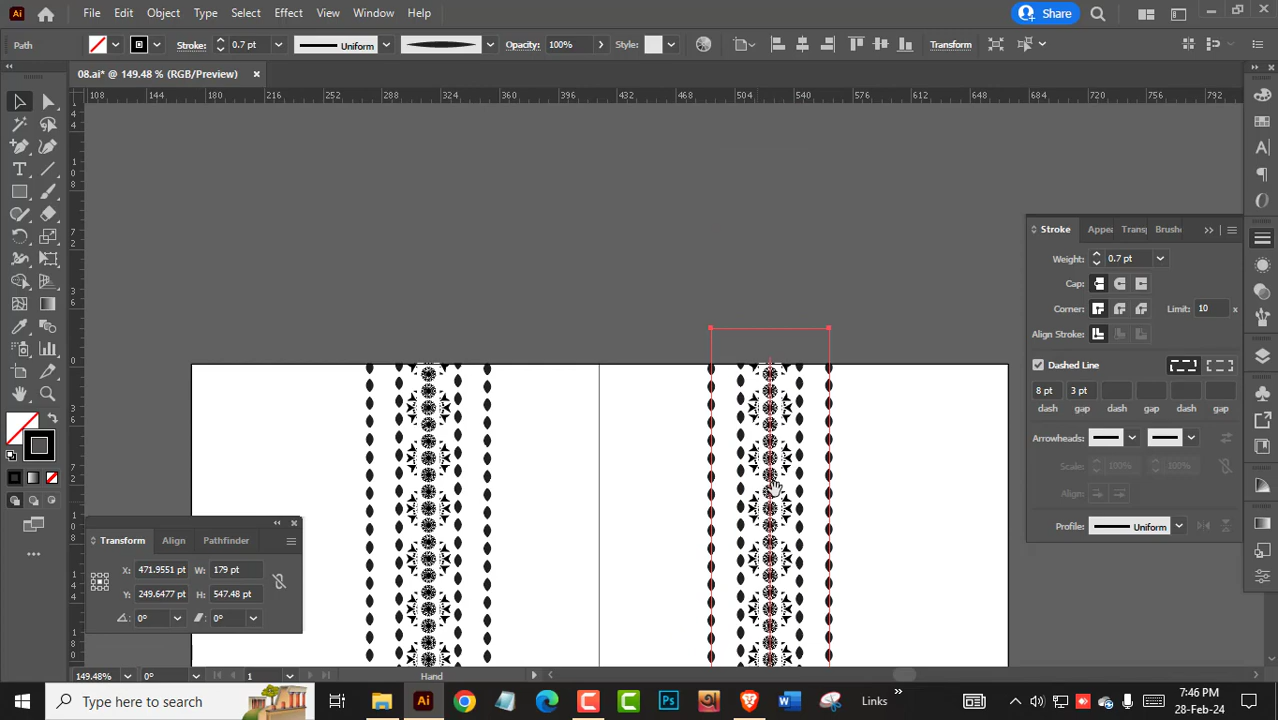 Ai File Edit Object Type Select Effect View Window Help Share
Path Stroke: 0.7 pt Uniform Opacity: 100% Style: Transform
08.ai* @ 149.48 % (RGB/Preview)
108 144 180 216 252 288 324 360 396 432 468 504 540 576 612 648 684 720 756 792
Stroke Appea Trans Brush
Weight: 0.7 pt
Cap:
Corner: Limit: 10 x
Align Stroke:
Dashed Line
8 pt 3 pt
dash gap dash gap dash gap
Arrowheads:
Scale: 100% 100%
Align:
Profile: Uniform
Transform Align Pathfinder
X: 471.9551 pt W: 179 pt
Y: 249.6477 pt H: 547.48 pt
0° 0°
149.48% 0° 1 Hand
Type here to search Ai Ps W Links 7:46 PM
28-Feb-24